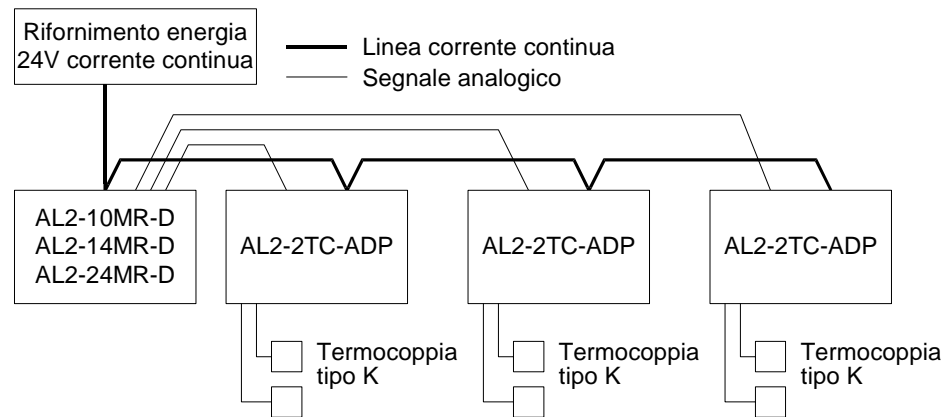 Rifornimento energia
24V corrente continua
Linea corrente continua
Segnale analogico
AL2-10MR-D
AL2-14MR-D
AL2-24MR-D
AL2-2TC-ADP
AL2-2TC-ADP
AL2-2TC-ADP
Termocoppia
tipo K
Termocoppia
tipo K
Termocoppia
tipo K